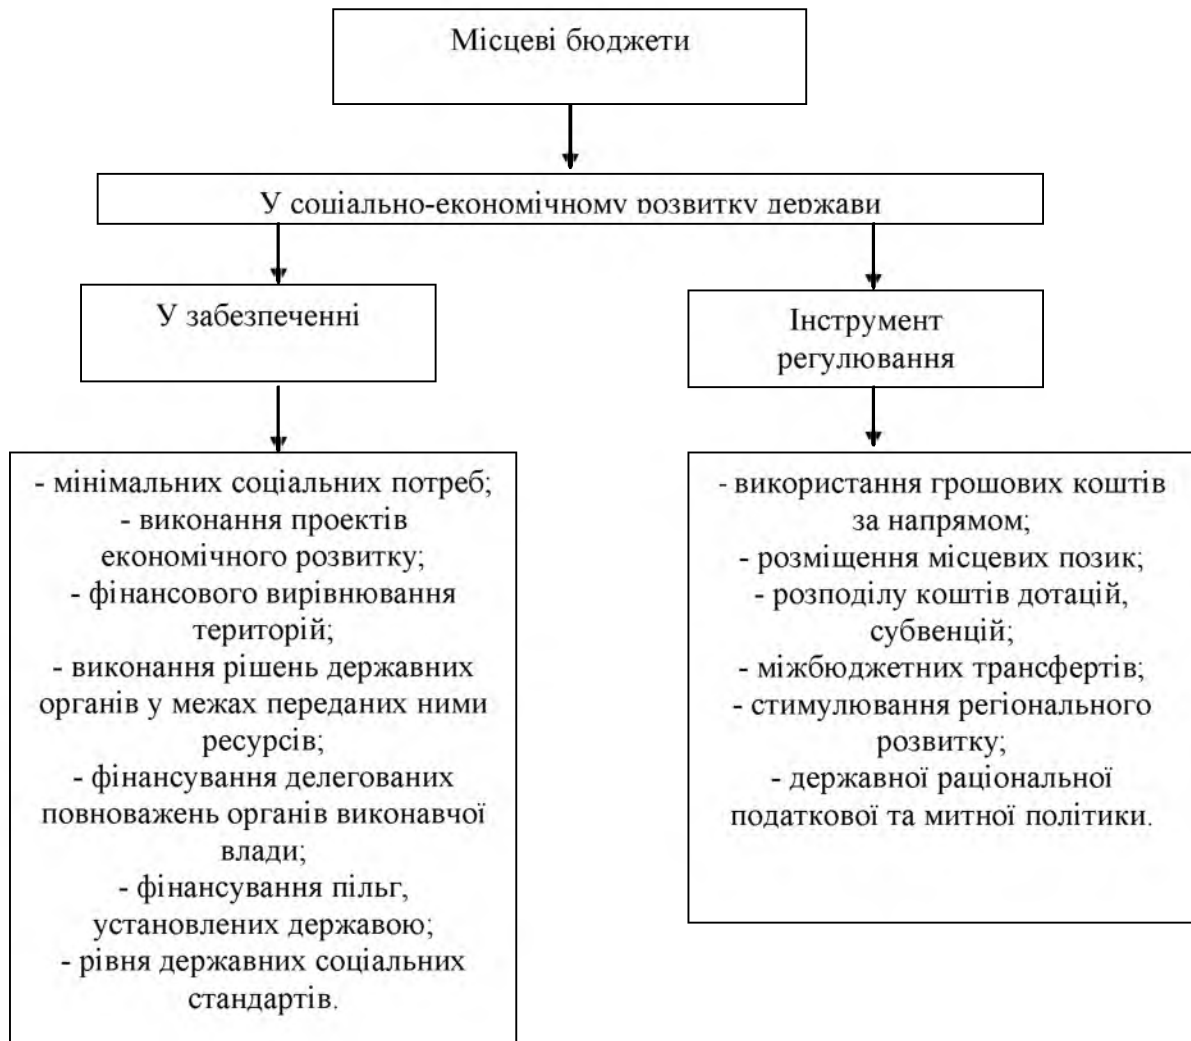 Місцеві бюджети
У соціально-економічному розвитку держави
У забезпеченні
Інструмент
регулювання
- мінімальних соціальних потреб;
- виконання проектів
економічного розвитку;
- фінансового вирівнювання
територій;
- виконання рішень державних
органів у межах переданих ними
ресурсів;
- фінансування делегованих
повноважень органів виконавчої
влади;
- фінансування пільг,
установлених державою;
- рівня державних соціальних
стандартів.
- використання грошових коштів
за напрямом;
- розміщення місцевих позик;
- розподілу коштів дотацій,
субвенцій;
- міжбюджетних трансфертів;
- стимулювання регіонального
розвитку;
- державної раціональної
податкової та митної політики.